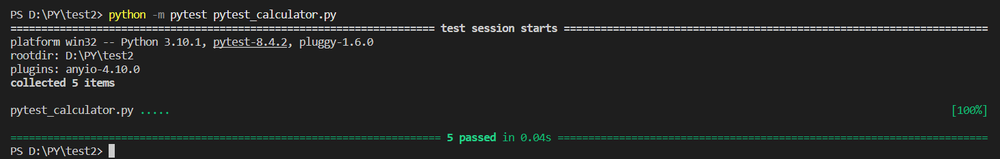 PS D:\PY\test2> python -m pytest pytest_calculator.py
===================================================================== test session starts =====================================================================
platform win32 -- Python 3.10.1, pytest-8.4.2, pluggy-1.6.0
rootdir: D:\PY\test2
plugins: anyio-4.10.0
collected 5 items
pytest_calculator.py ..... [100%]
====================================================================== 5 passed in 0.04s ======================================================================
PS D:\PY\test2>